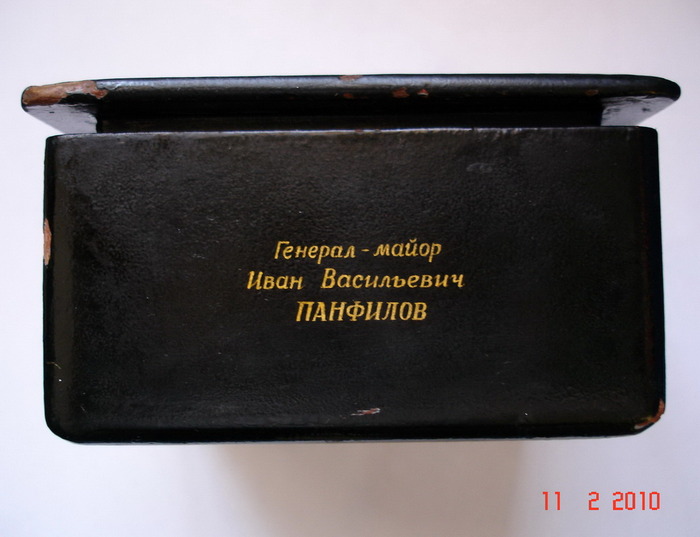 Генерал - майор
Иван Васильевич
ПАНФИЛОВ
11 2 2010